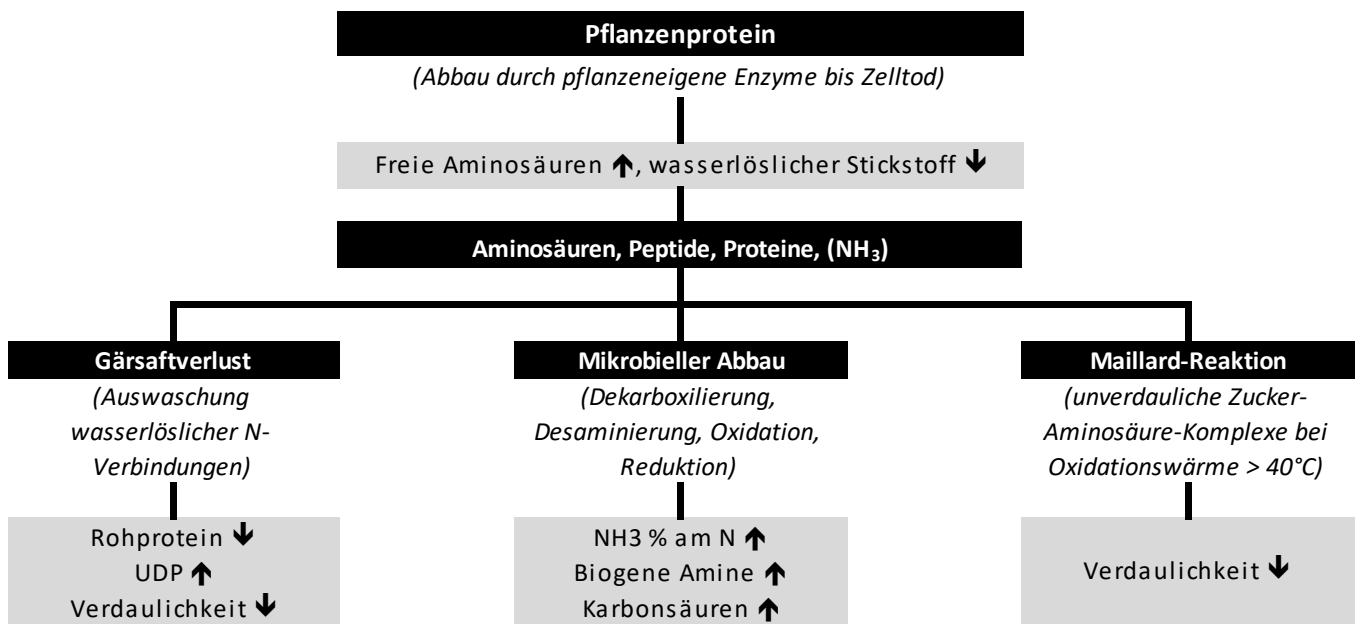 Pflanzenprotein
(Abbau durch pflanzeneigene Enzyme bis Zelltod)
Freie Aminosäuren 🡹, wasserlöslicher Stickstoff 🡻
Aminosäuren, Peptide, Proteine, (NH₃)
Gärsaftverlust
(Auswaschung
wasserlöslicher N-
Verbindungen)
Rohprotein 🡻
UDP 🡹
Verdaulichkeit 🡻
Mikrobieller Abbau
(Dekarboxilierung,
Desaminierung, Oxidation,
Reduktion)
NH3 % am N 🡹
Biogene Amine 🡹
Karbonsäuren 🡹
Maillard-Reaktion
(unverdauliche Zucker-
Aminosäure-Komplexe bei
Oxidationswärme > 40°C)
Verdaulichkeit 🡻